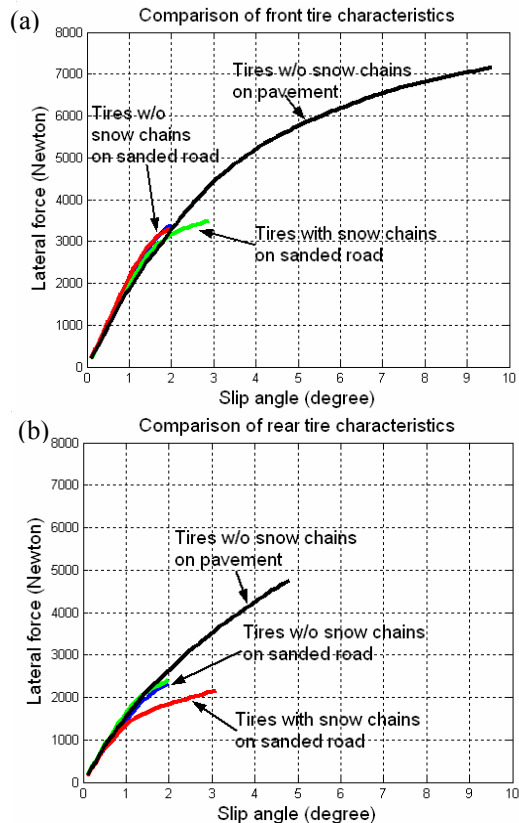 (a)
Comparison of front tire characteristics
8000
7000
6000
5000
4000
3000
2000
1000
0
Lateral force (Newton)
Tires w/o snow chains
on pavement
Tires w/o
snow chains
on sanded road
Tires with snow chains
on sanded road
0 1 2 3 4 5 6 7 8 9 10
Slip angle (degree)
(b)
Comparison of rear tire characteristics
8000
7000
6000
5000
4000
3000
2000
1000
0
Lateral force (Newton)
Tires w/o snow chains
on pavement
Tires w/o snow chains
on sanded road
Tires with snow chains
on sanded road
0 1 2 3 4 5 6 7 8 9 10
Slip angle (degree)